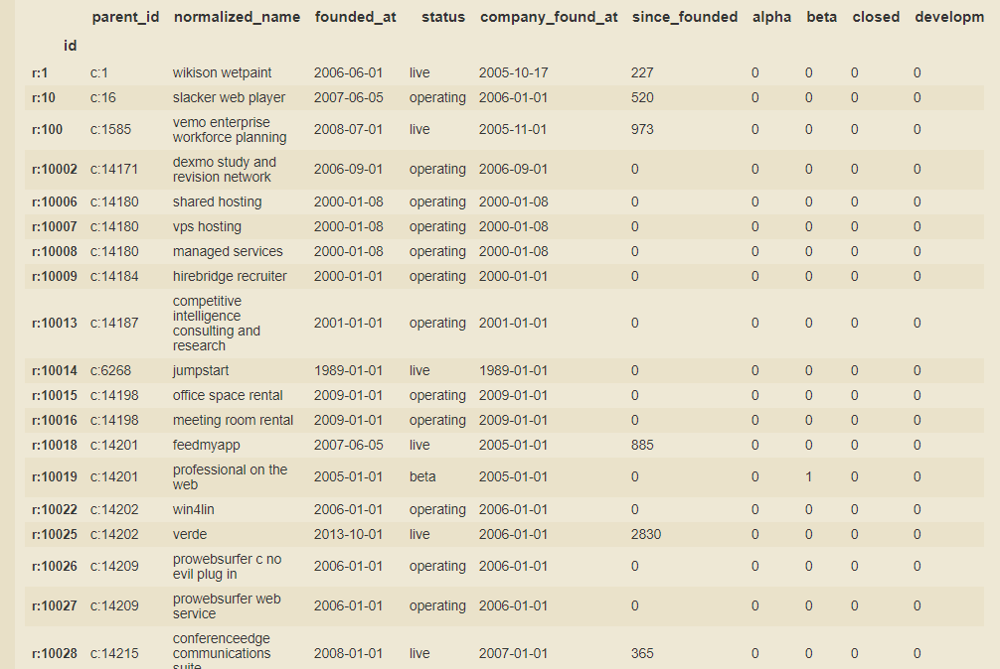 parent_id normalized_name founded_at status company_found_at since_founded alpha beta closed developm
id
r:1 c:1 wikison wetpaint 2006-06-01 live 2005-10-17 227 0 0 0 0
r:10 c:16 slacker web player 2007-06-05 operating 2006-01-01 520 0 0 0 0
r:100 c:1585 vemo enterprise workforce planning 2008-07-01 live 2005-11-01 973 0 0 0 0
r:10002 c:14171 dexmo study and revision network 2006-09-01 operating 2006-09-01 0 0 0 0 0
r:10006 c:14180 shared hosting 2000-01-08 operating 2000-01-08 0 0 0 0 0
r:10007 c:14180 vps hosting 2000-01-08 operating 2000-01-08 0 0 0 0 0
r:10008 c:14180 managed services 2000-01-08 operating 2000-01-08 0 0 0 0 0
r:10009 c:14184 hirebridge recruiter 2000-01-01 operating 2000-01-01 0 0 0 0 0
r:10013 c:14187 competitive intelligence consulting and research 2001-01-01 operating 2001-01-01 0 0 0 0 0
r:10014 c:6268 jumpstart 1989-01-01 live 1989-01-01 0 0 0 0 0
r:10015 c:14198 office space rental 2009-01-01 operating 2009-01-01 0 0 0 0 0
r:10016 c:14198 meeting room rental 2009-01-01 operating 2009-01-01 0 0 0 0 0
r:10018 c:14201 feedmyapp 2007-06-05 live 2005-01-01 885 0 0 0 0
r:10019 c:14201 professional on the web 2005-01-01 beta 2005-01-01 0 0 1 0 0
r:10022 c:14202 win4lin 2006-01-01 operating 2006-01-01 0 0 0 0 0
r:10025 c:14202 verde 2013-10-01 live 2006-01-01 2830 0 0 0 0
r:10026 c:14209 prowebsurfer c no evil plug in 2006-01-01 operating 2006-01-01 0 0 0 0 0
r:10027 c:14209 prowebsurfer web service 2006-01-01 operating 2006-01-01 0 0 0 0 0
r:10028 c:14215 conferenceedge communications suite 2008-01-01 live 2007-01-01 365 0 0 0 0